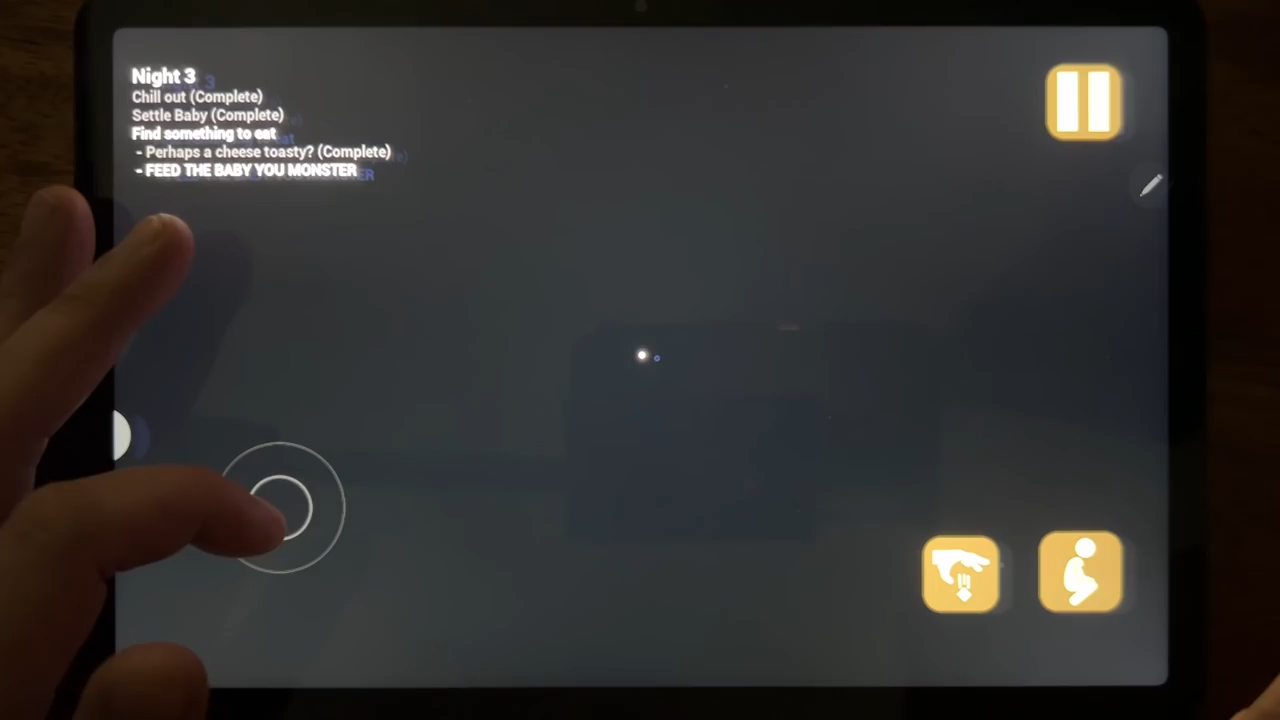 Night 3
Chill out (Complete)
Settle Baby (Complete)
Find something to eat
- Perhaps a cheese toasty? (Complete)
- FEED THE BABY YOU MONSTER